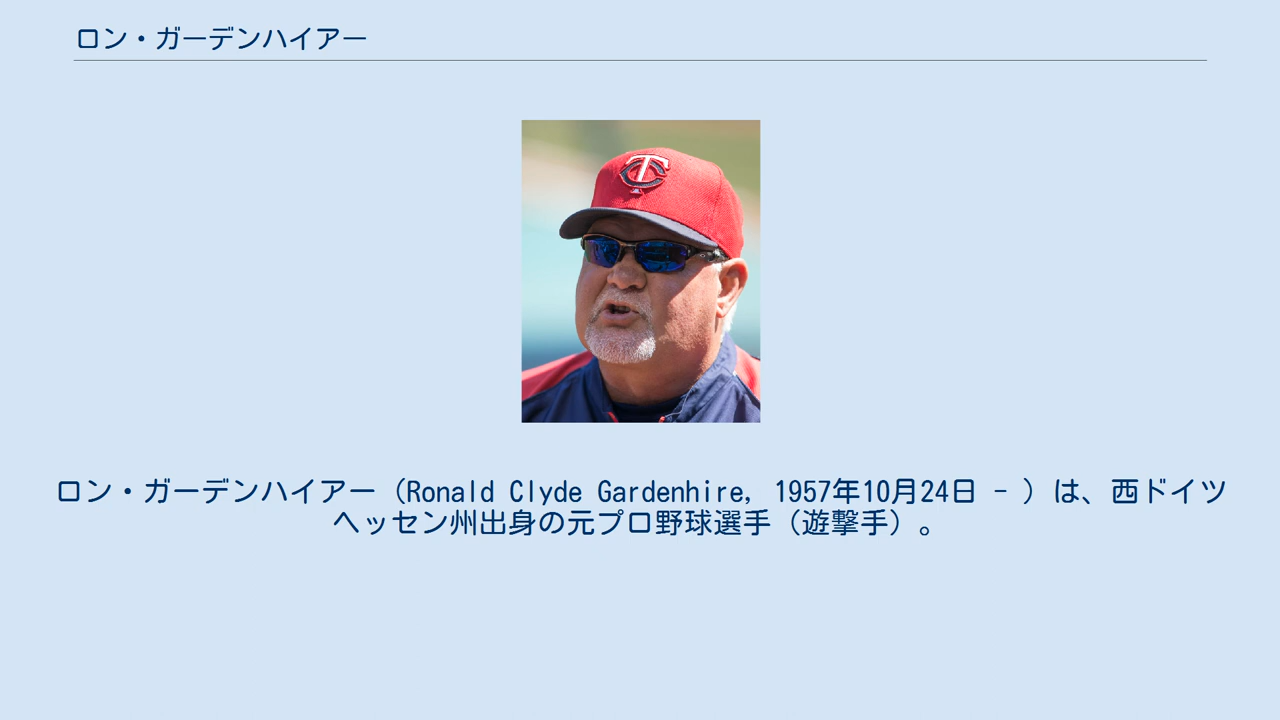 ロン・ガーデンハイアー
TC
ロン・ガーデンハイアー（Ronald Clyde Gardenhire, 1957年10月24日 - ）は、西ドイツ
ヘッセン州出身の元プロ野球選手（遊撃手）。